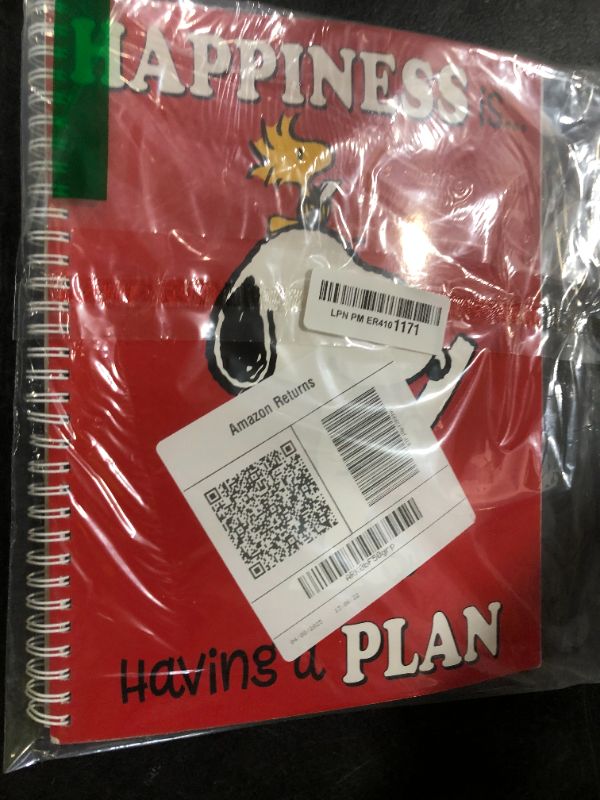 HAPPINESS is...
LPN PM ER4101171
Amazon Returns
Having a PLAN